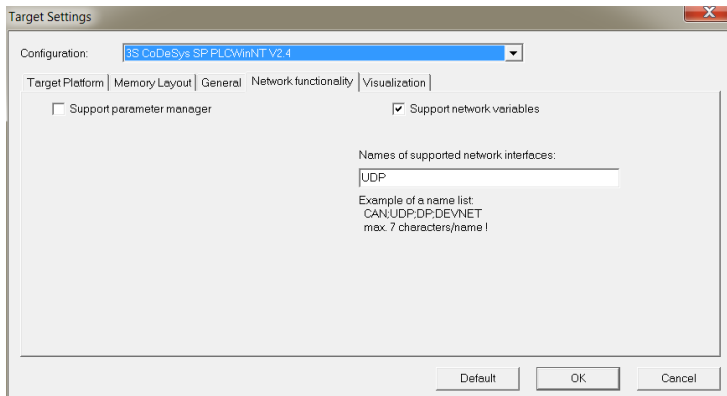 Target Settings
Configuration: 3S CoDeSys SP PLCWinNT V2.4
Target Platform Memory Layout General Network functionality Visualization
Support parameter manager Support network variables
Names of supported network interfaces:
UDP
Example of a name list:
CAN;UDP;DP;DEVNET
max. 7 characters/name !
Default OK Cancel